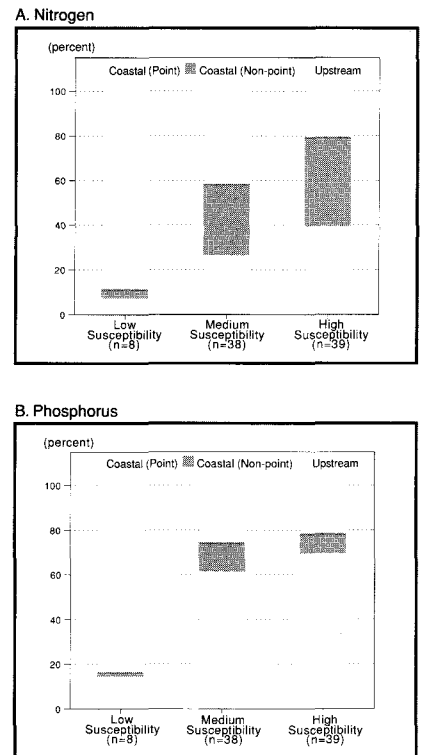 A. Nitrogen
(percent)
Coastal (Point) Coastal (Non-point) Upstream
100
80
60
40
20
0
Low Medium High
Susceptibility Susceptibility Susceptibility
(n=8) (n=38) (n=39)
B. Phosphorus
(percent)
Coastal (Point) Coastal (Non-point) Upstream
100
80
60
40
20
0
Low Medium High
Susceptibility Susceptibility Susceptibility
(n=8) (n=38) (n=39)